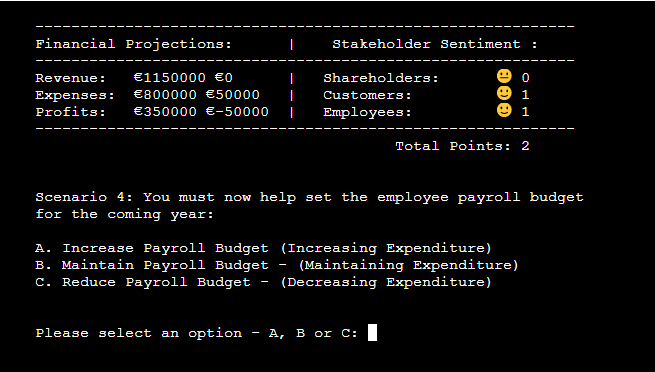 ---------------------------------------------------------------
Financial Projections: | Stakeholder Sentiment :
---------------------------------------------------------------
Revenue: €1150000 €0 | Shareholders: 😐 0
Expenses: €800000 €50000 | Customers: 🙂 1
Profits: €350000 €-50000 | Employees: 🙂 1
---------------------------------------------------------------
Total Points: 2
Scenario 4: You must now help set the employee payroll budget
for the coming year:
A. Increase Payroll Budget (Increasing Expenditure)
B. Maintain Payroll Budget - (Maintaining Expenditure)
C. Reduce Payroll Budget - (Decreasing Expenditure)
Please select an option - A, B or C: